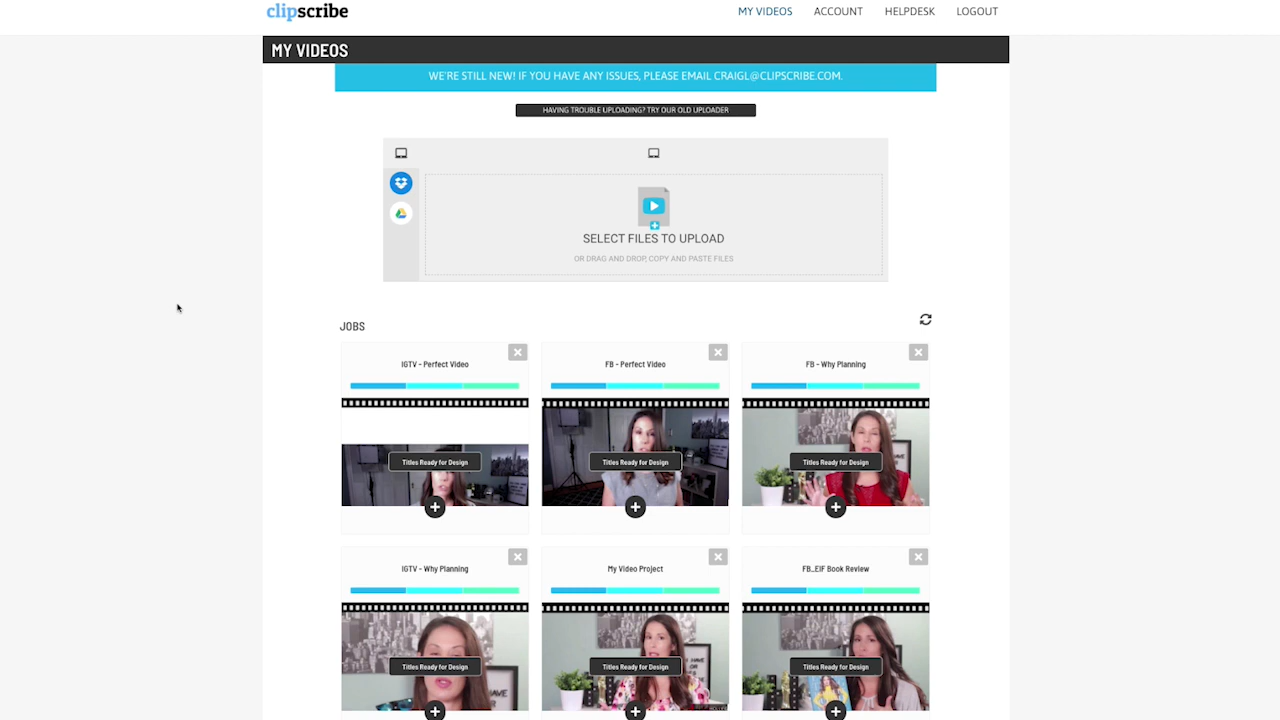 clipscribe
MY VIDEOS ACCOUNT HELPDESK LOGOUT
MY VIDEOS
WE'RE STILL NEW! IF YOU HAVE ANY ISSUES, PLEASE EMAIL CRAIGL@CLIPSCRIBE.COM.
HAVING TROUBLE UPLOADING? TRY OUR OLD UPLOADER
SELECT FILES TO UPLOAD
OR DRAG AND DROP, COPY AND PASTE FILES
JOBS
IGTV - Perfect Video
FB - Perfect Video
FB - Why Planning
Titles Ready for Design
Titles Ready for Design
Titles Ready for Design
IGTV - Why Planning
My Video Project
FB_EIF Book Review
Titles Ready for Design
Titles Ready for Design
Titles Ready for Design